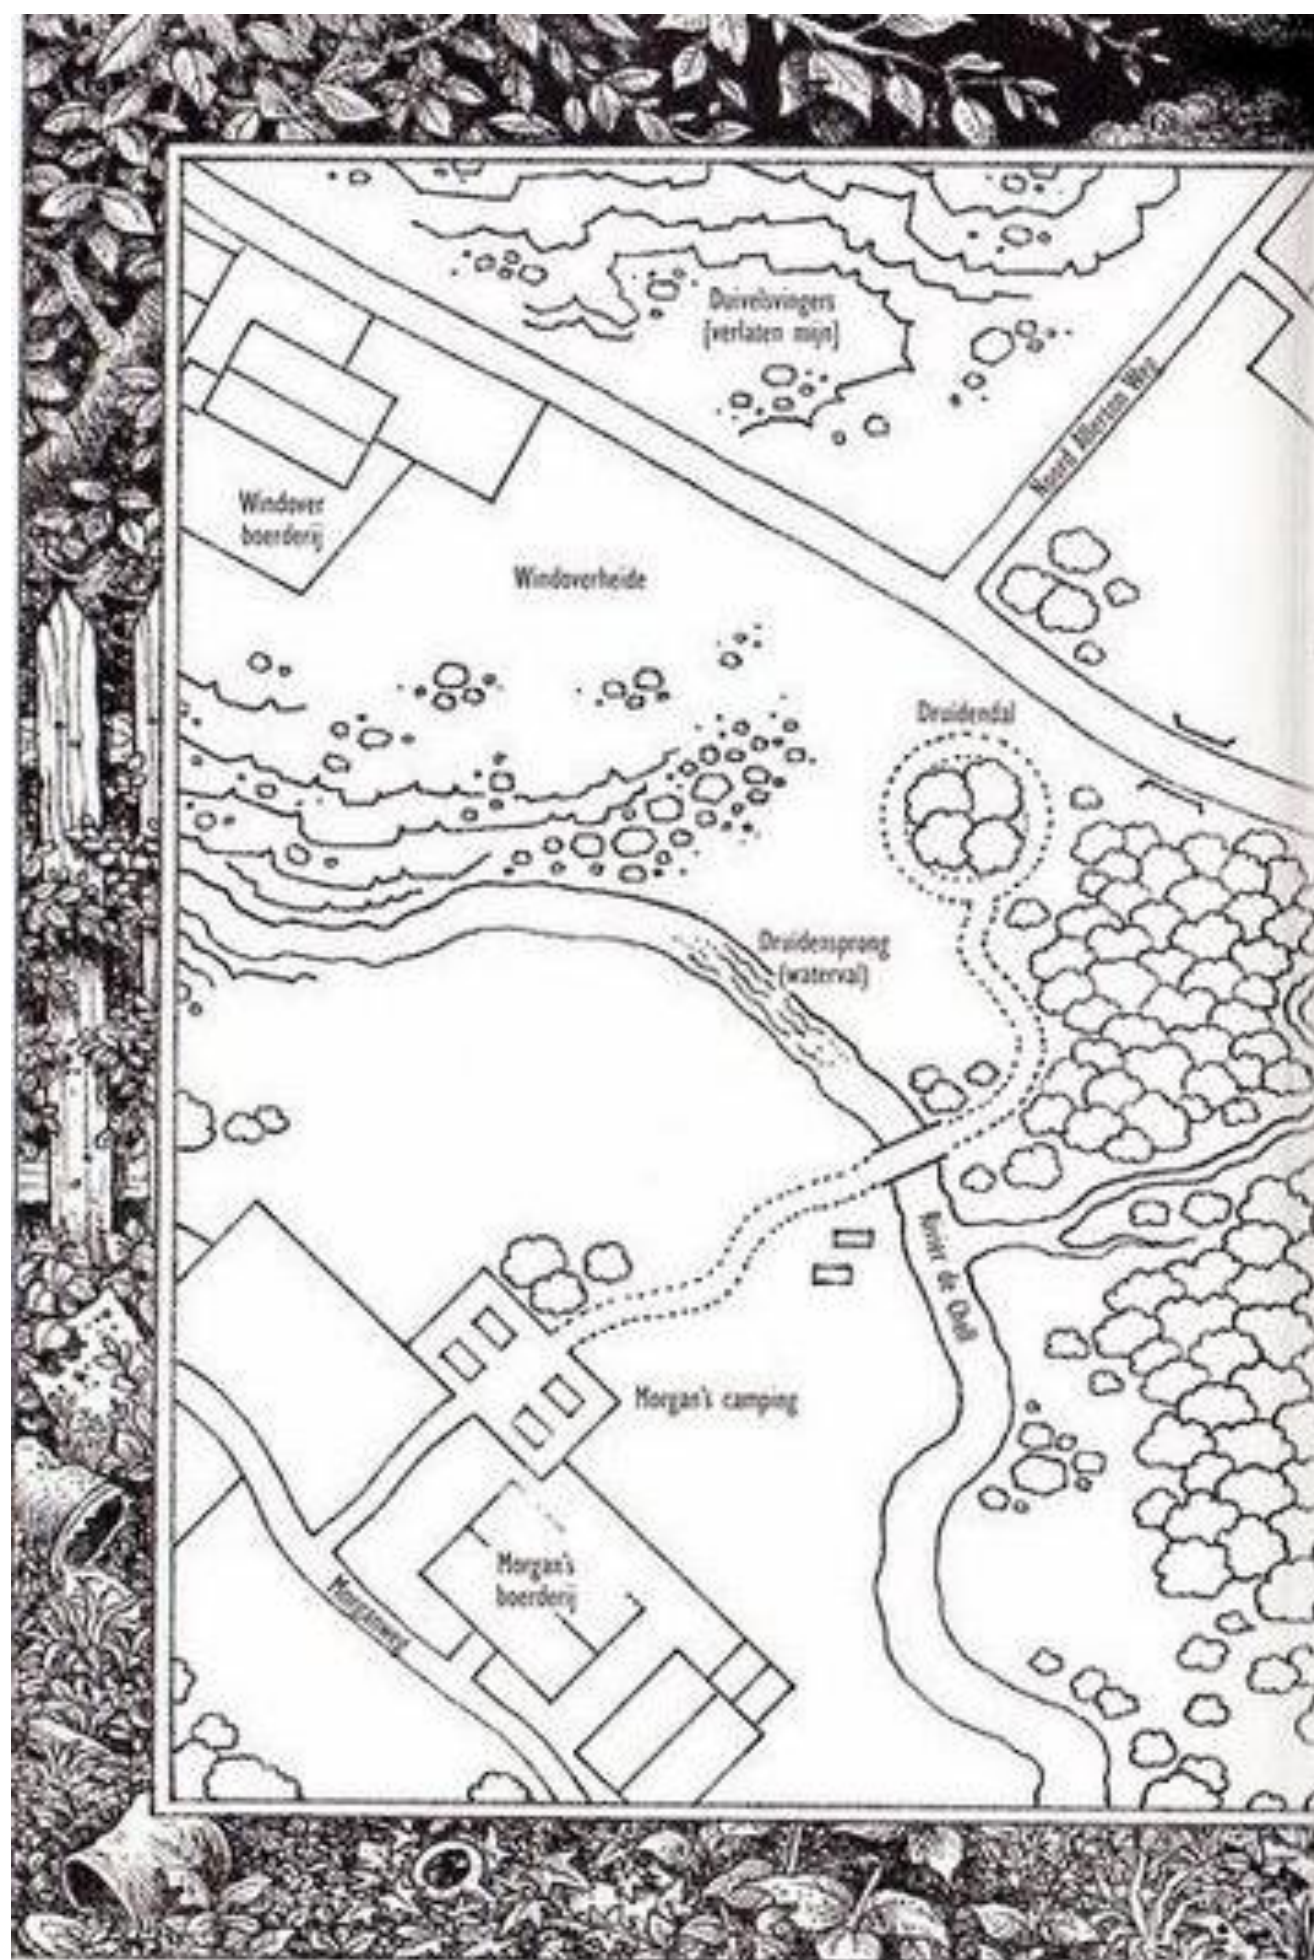 Duivelsvingers
(verlaten mijn)
Noord Allerton Weg
Windover
boerderij
Windoverheide
Druidendal
Druidensprong
(waterval)
Rivier de Chell
Morgan's camping
Morgan's
boerderij
Morganweg